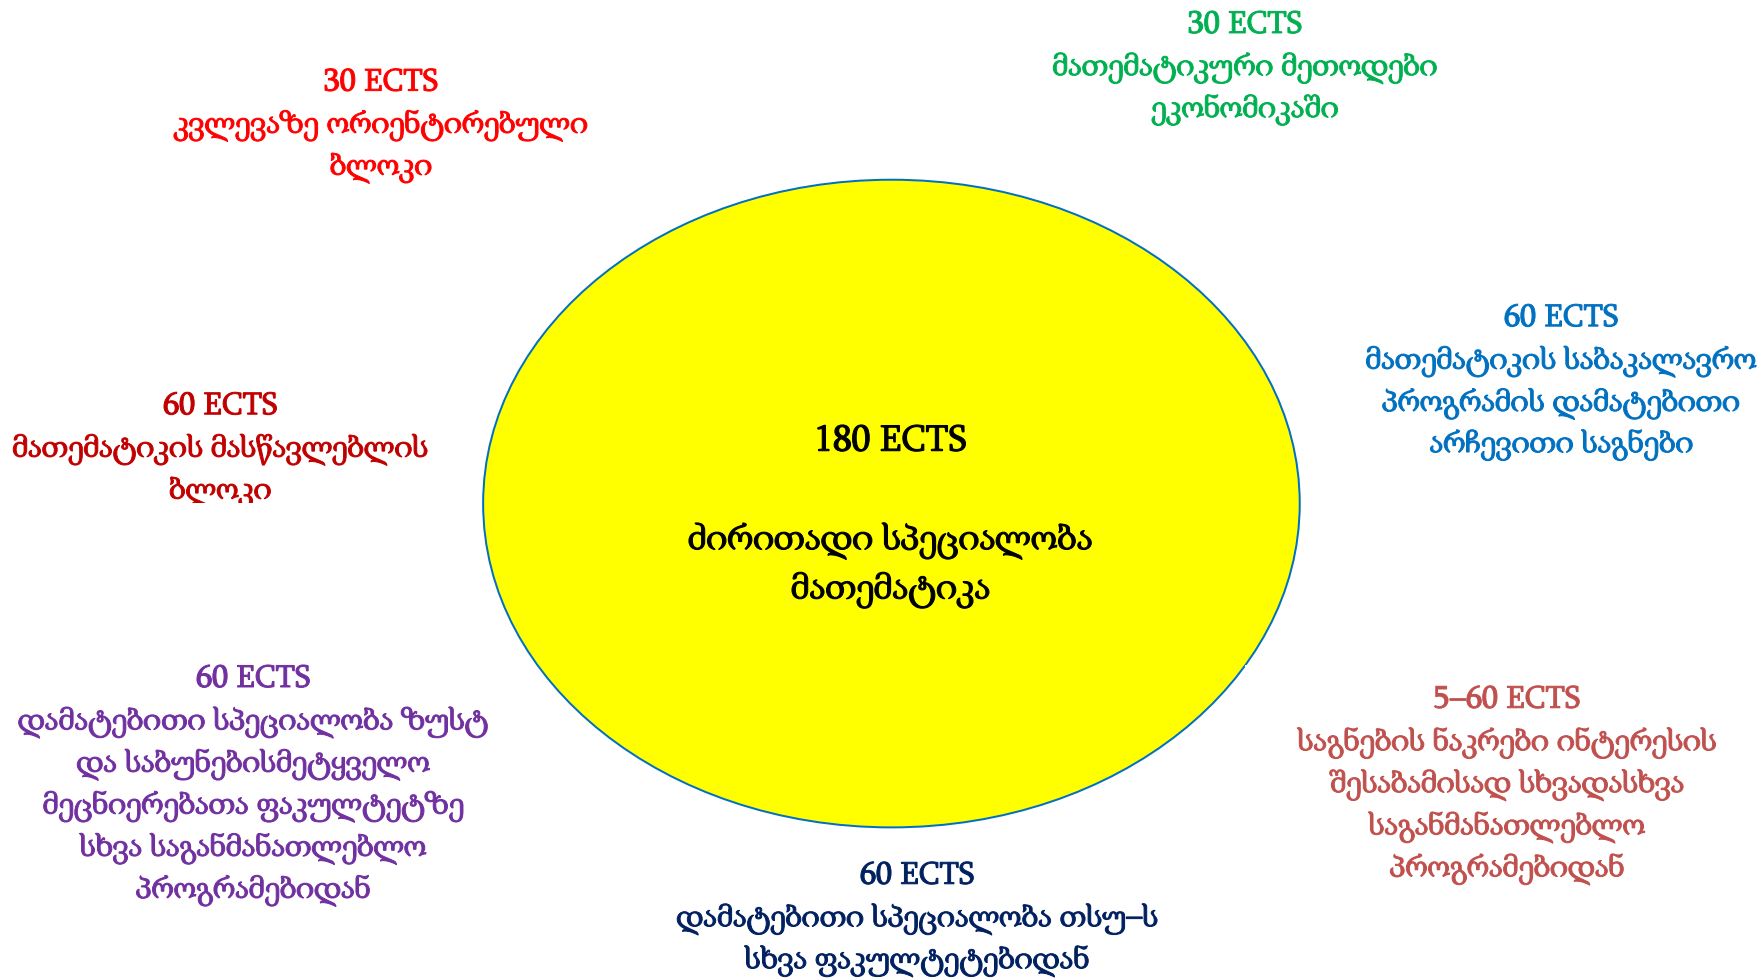 30 ECTS
მათემატიკური მეთოდები
ეკონომიკაში
30 ECTS
კვლევაზე ორიენტირებული
ბლოკი
60 ECTS
მათემატიკის საბაკალავრო
პროგრამის დამატებითი
არჩევითი საგნები
60 ECTS
მათემატიკის მასწავლებლის
ბლოკი
180 ECTS
ძირითადი სპეციალობა
მათემატიკა
60 ECTS
დამატებითი სპეციალობა ზუსტ
და საბუნებისმეტყველო
მეცნიერებათა ფაკულტეტზე
სხვა საგანმანათლებლო
პროგრამებიდან
5–60 ECTS
საგნების ნაკრები ინტერესის
შესაბამისად სხვადასხვა
საგანმანათლებლო
პროგრამებიდან
60 ECTS
დამატებითი სპეციალობა თსუ–ს
სხვა ფაკულტეტებიდან